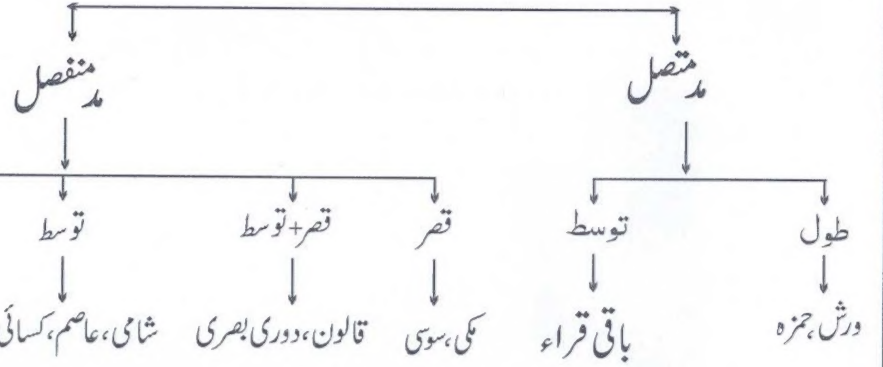 مد متصل
مد منفصل
طول
توسط
قصر
قصر+توسط
توسط
ورش،حمزہ
باقی قراء
مکی،سوسی
قالون،دوری بصری
شامی،عاصم،کسائی